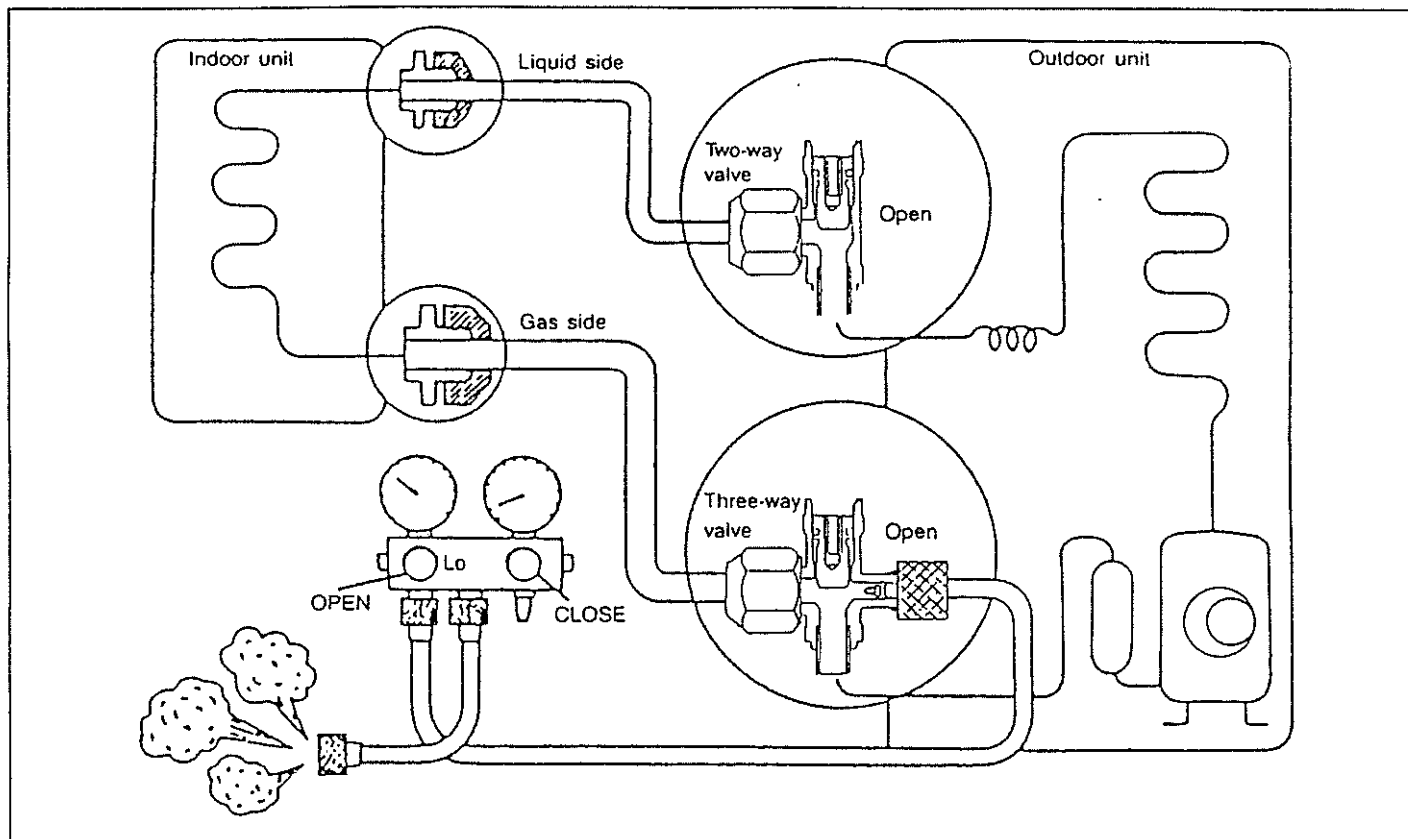 Indoor unit
Liquid side
Outdoor unit
Two-way
valve
Open
Gas side
Three-way
valve
Open
Lo
OPEN
CLOSE